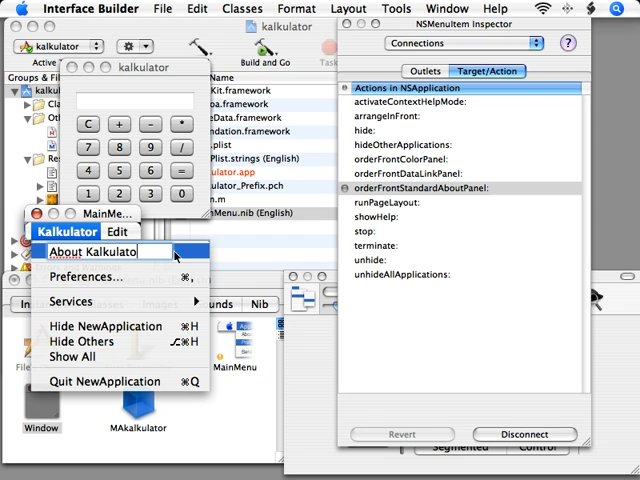 Interface Builder File Edit Classes Format Layout Tools Window Help
kalkulator
kalkulator
Active
Build and Go
Task
Groups & Fi
Name
kalkulator
C + – *
7 8 9 /
4 5 6 =
1 2 3 0
Kit.framework
oa.framework
eData.framework
ndation.framework
.plist
Plist.strings (English)
ulator.app
ulator_Prefix.pch
n.m
nMenu.nib (English)
MainMe...
Kalkulator Edit
About Kalkulato
Preferences... ⌘,
Services
Hide NewApplication ⌘H
Hide Others ⌥⌘H
Show All
Quit NewApplication ⌘Q
unds Nib
MainMenu
Window
MAkalkulator
NSMenuItem Inspector
Connections
?
Outlets Target/Action
Actions in NSApplication
activateContextHelpMode:
arrangeInFront:
hide:
hideOtherApplications:
orderFrontColorPanel:
orderFrontDataLinkPanel:
orderFrontStandardAboutPanel:
runPageLayout:
showHelp:
stop:
terminate:
unhide:
unhideAllApplications:
Revert Disconnect
Segmented Control